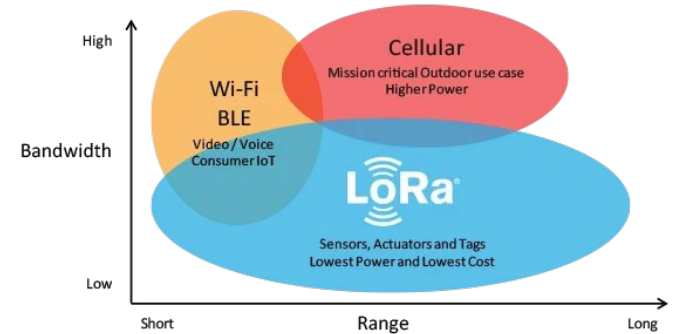 High
Cellular
Mission critical Outdoor use case
Higher Power
Wi-Fi
BLE
Video / Voice
Consumer IoT
Bandwidth
LoRa®
Sensors, Actuators and Tags
Lowest Power and Lowest Cost
Low
Short
Range
Long